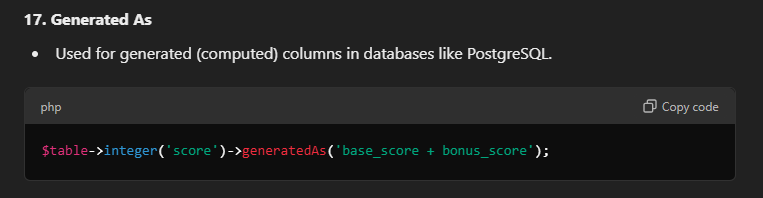 17. Generated As
• Used for generated (computed) columns in databases like PostgreSQL.
php
Copy code
$table->integer('score')->generatedAs('base_score + bonus_score');